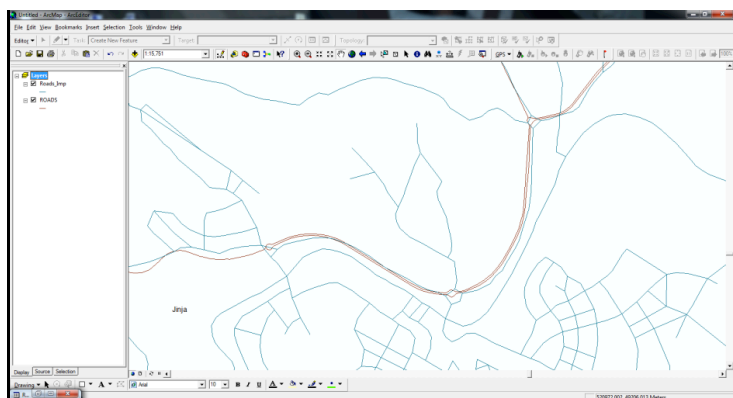 Untitled - ArcMap - ArcEditor
File Edit View Bookmarks Insert Selection Tools Window Help
Editor Task: Create New Feature Target: Topology:
1:15,751 GPS
Layers
Roads_Imp
ROADS
Jinja
Display Source Selection
Drawing A Arial 10 B I U A